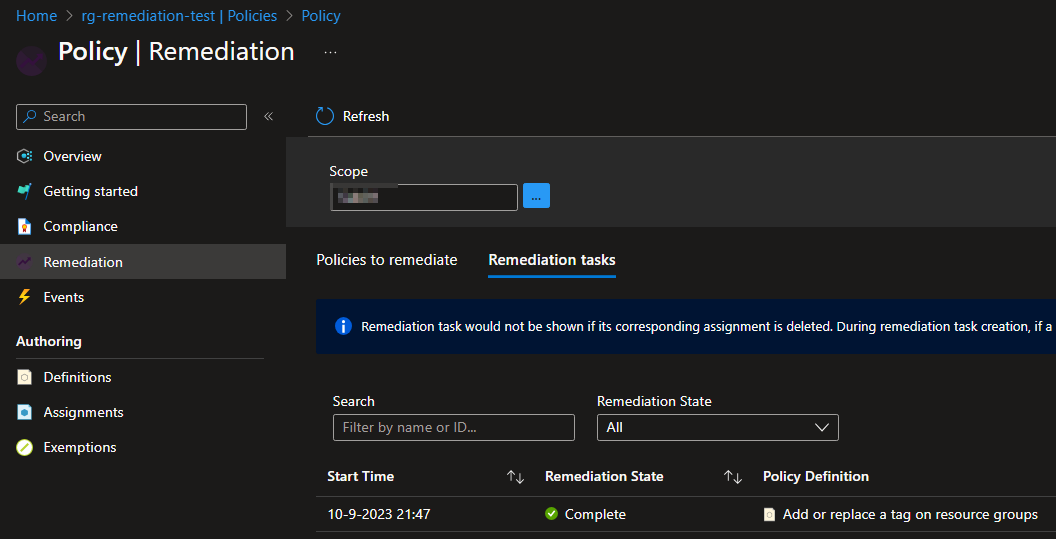 Home > rg-remediation-test | Policies > Policy
Policy | Remediation ...
Search «
Refresh
Overview
Getting started
Compliance
Remediation
Events
Authoring
Definitions
Assignments
Exemptions
Scope
...
Policies to remediate Remediation tasks
Remediation task would not be shown if its corresponding assignment is deleted. During remediation task creation, if a
Search Remediation State
Filter by name or ID... All
Start Time ↑↓ Remediation State ↑↓ Policy Definition
10-9-2023 21:47 Complete Add or replace a tag on resource groups